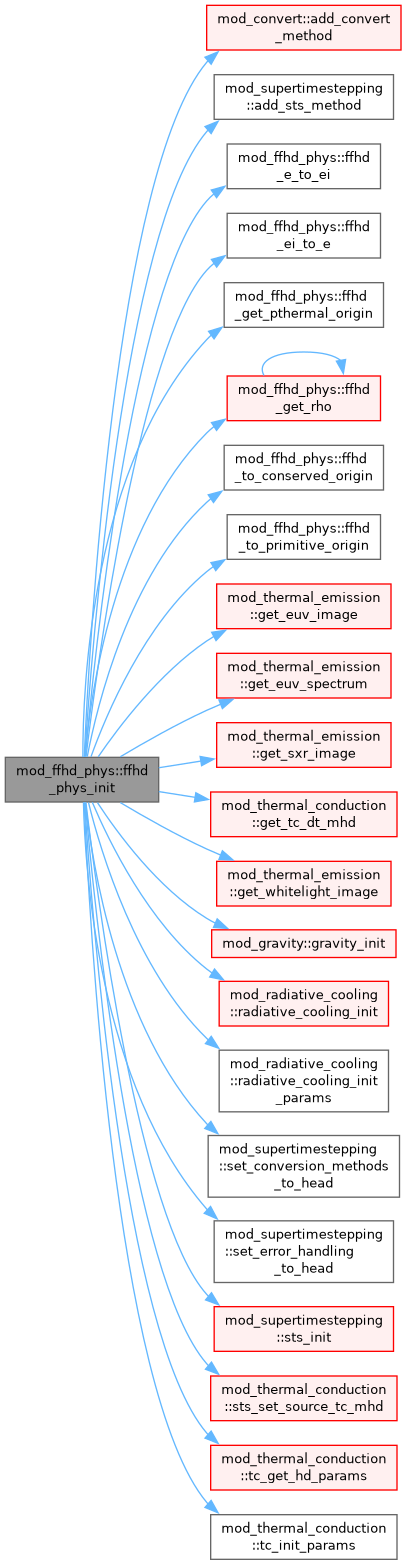 mod_convert::add_convert
_method
mod_supertimestepping
::add_sts_method
mod_ffhd_phys::ffhd
_e_to_ei
mod_ffhd_phys::ffhd
_ei_to_e
mod_ffhd_phys::ffhd
_get_pthermal_origin
mod_ffhd_phys::ffhd
_get_rho
mod_ffhd_phys::ffhd
_to_conserved_origin
mod_ffhd_phys::ffhd
_to_primitive_origin
mod_thermal_emission
::get_euv_image
mod_thermal_emission
::get_euv_spectrum
mod_thermal_emission
::get_sxr_image
mod_ffhd_phys::ffhd
_phys_init
mod_thermal_conduction
::get_tc_dt_mhd
mod_thermal_emission
::get_whitelight_image
mod_gravity::gravity_init
mod_radiative_cooling
::radiative_cooling_init
mod_radiative_cooling
::radiative_cooling_init
_params
mod_supertimestepping
::set_conversion_methods
_to_head
mod_supertimestepping
::set_error_handling
_to_head
mod_supertimestepping
::sts_init
mod_thermal_conduction
::sts_set_source_tc_mhd
mod_thermal_conduction
::tc_get_hd_params
mod_thermal_conduction
::tc_init_params